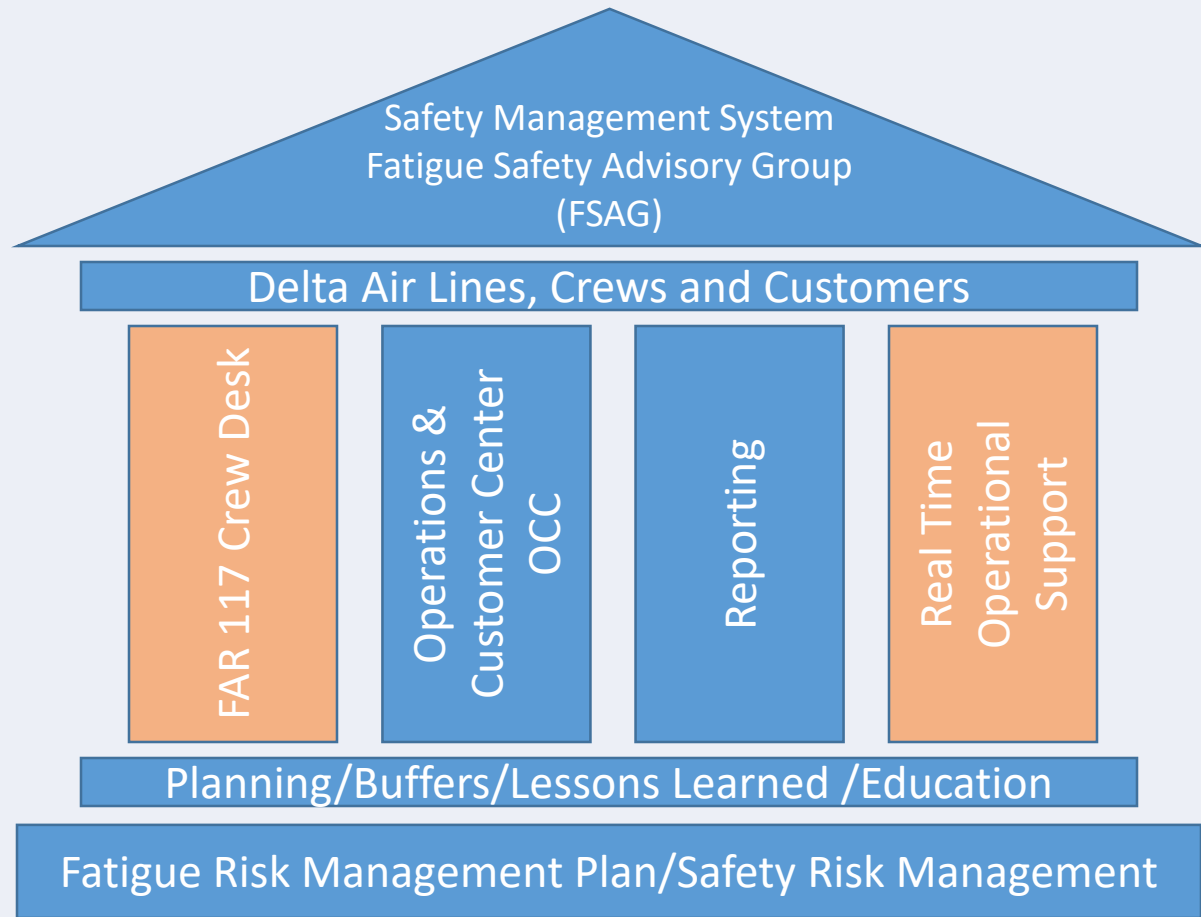 Safety Management System
Fatigue Safety Advisory Group
(FSAG)
Delta Air Lines, Crews and Customers
FAR 117 Crew Desk
Operations &
Customer Center
OCC
Reporting
Real Time
Operational
Support
Planning/Buffers/Lessons Learned /Education
Fatigue Risk Management Plan/Safety Risk Management